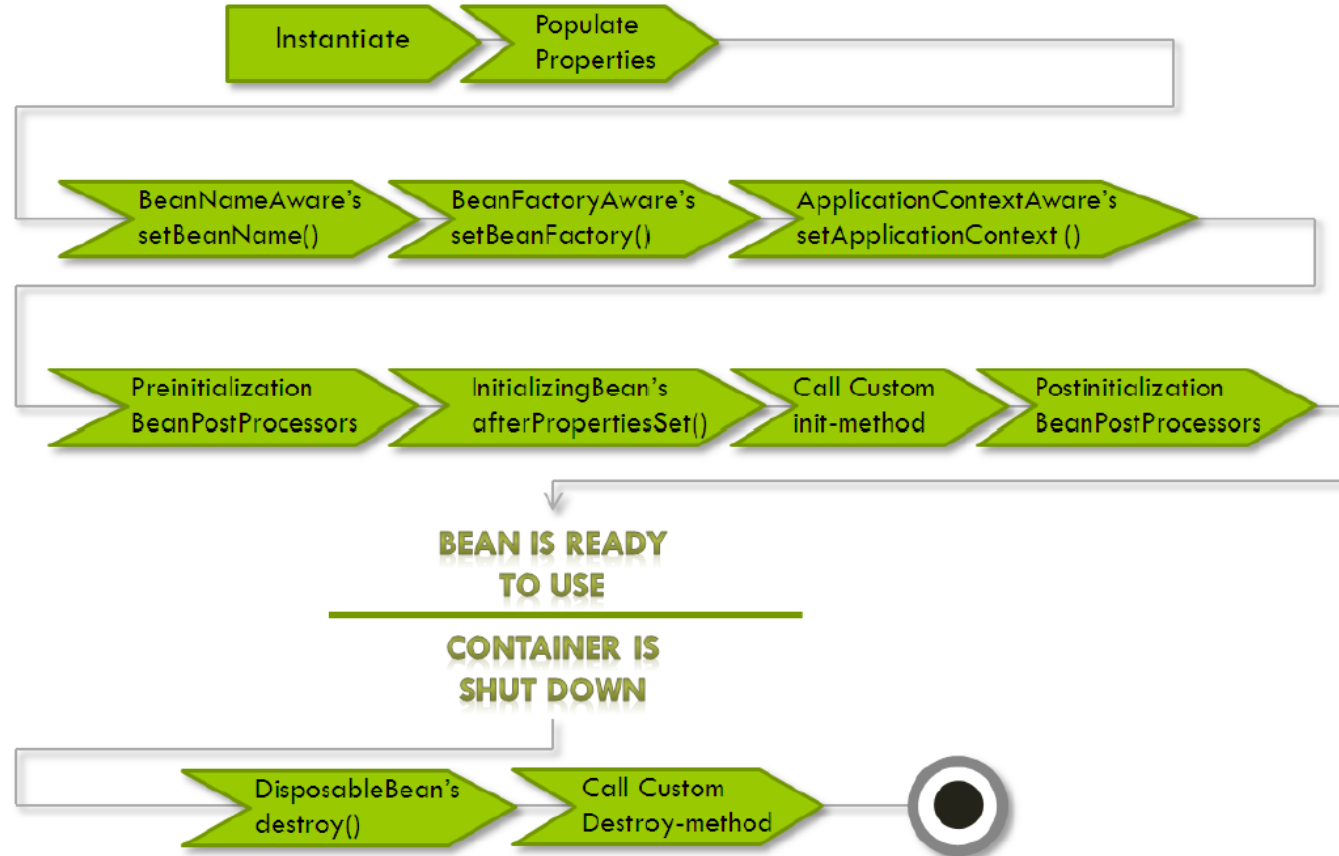 Instantiate
Populate
Properties
BeanNameAware's
setBeanName()
BeanFactoryAware's
setBeanFactory()
ApplicationContextAware's
setApplicationContext ()
Preinitialization
BeanPostProcessors
InitializingBean's
afterPropertiesSet()
Call Custom
init-method
Postinitialization
BeanPostProcessors
BEAN IS READY
TO USE
CONTAINER IS
SHUT DOWN
DisposableBean's
destroy()
Call Custom
Destroy-method